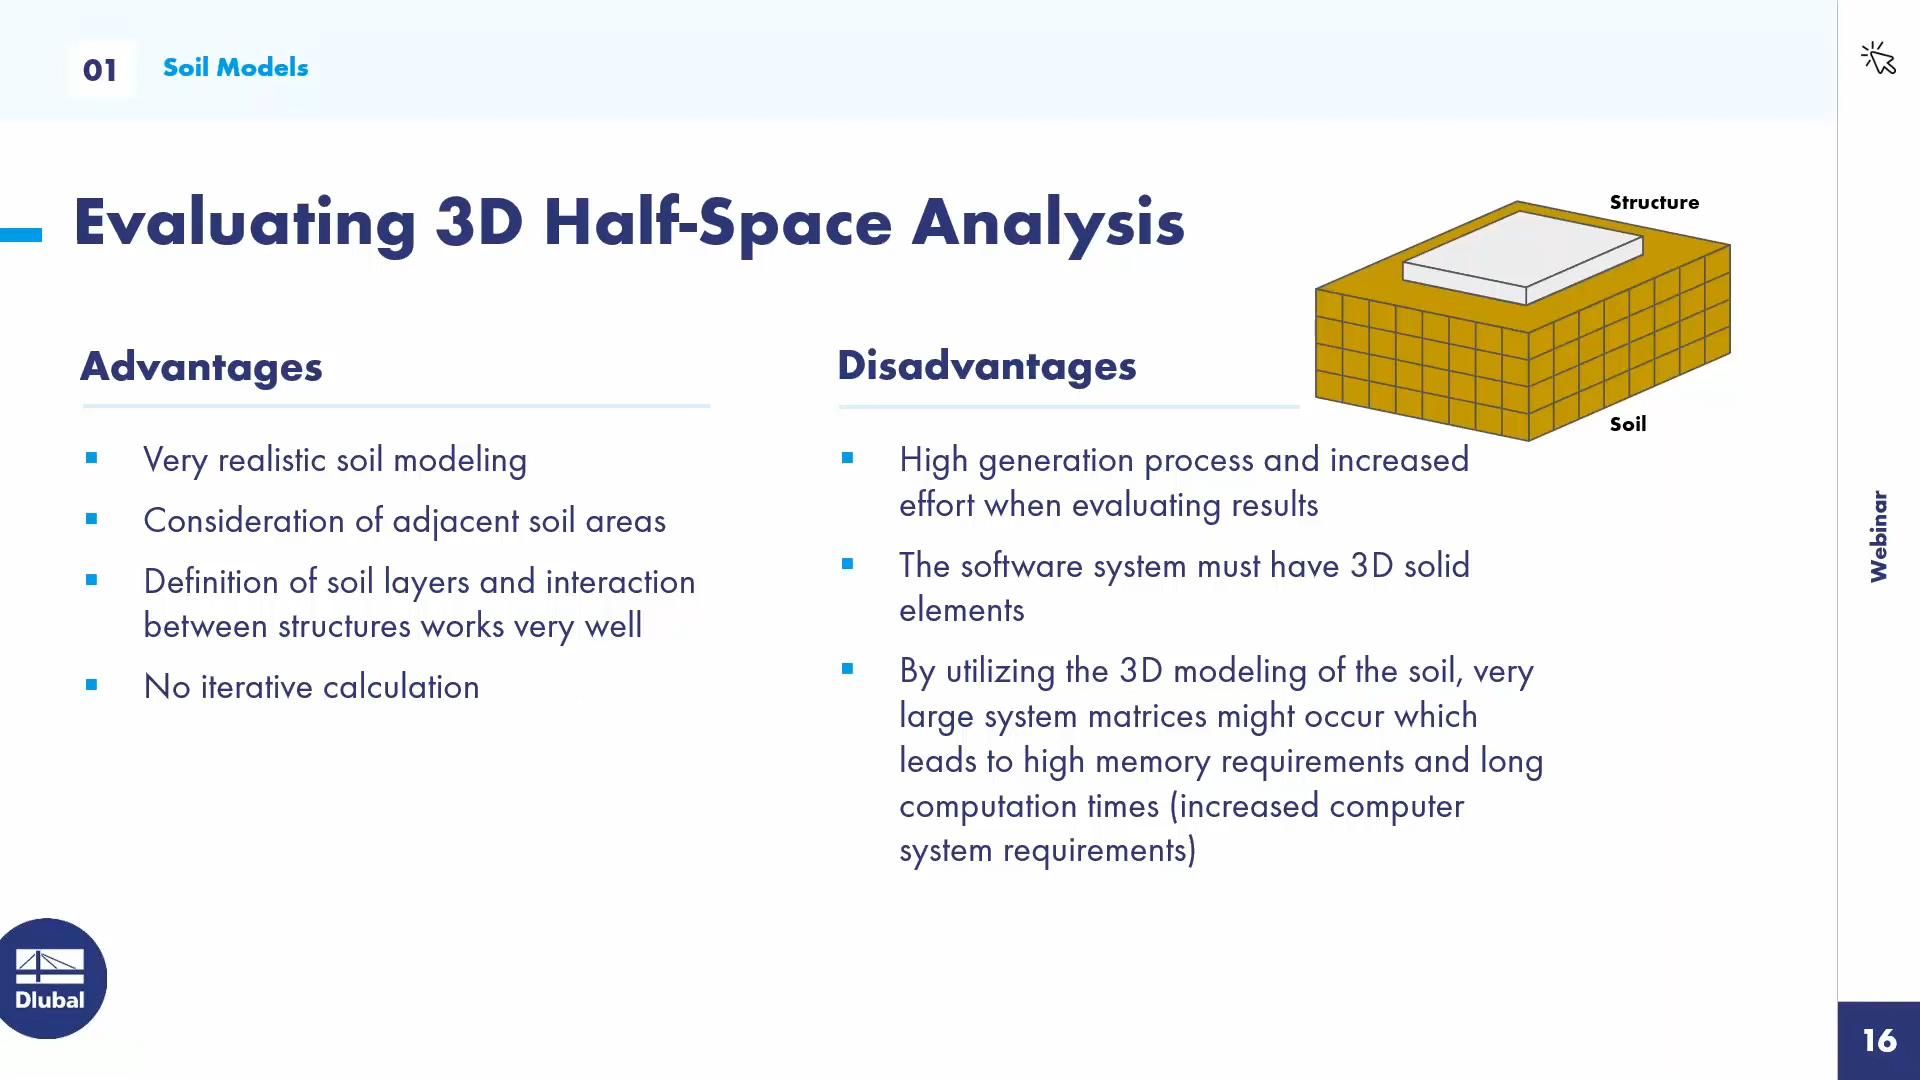 01
Soil Models
Evaluating 3D Half-Space Analysis
Structure
Soil
Advantages
Very realistic soil modeling
Consideration of adjacent soil areas
Definition of soil layers and interaction
between structures works very well
No iterative calculation
Disadvantages
High generation process and increased
effort when evaluating results
The software system must have 3D solid
elements
By utilizing the 3D modeling of the soil, very
large system matrices might occur which
leads to high memory requirements and long
computation times (increased computer
system requirements)
Webinar
Dlubal
16